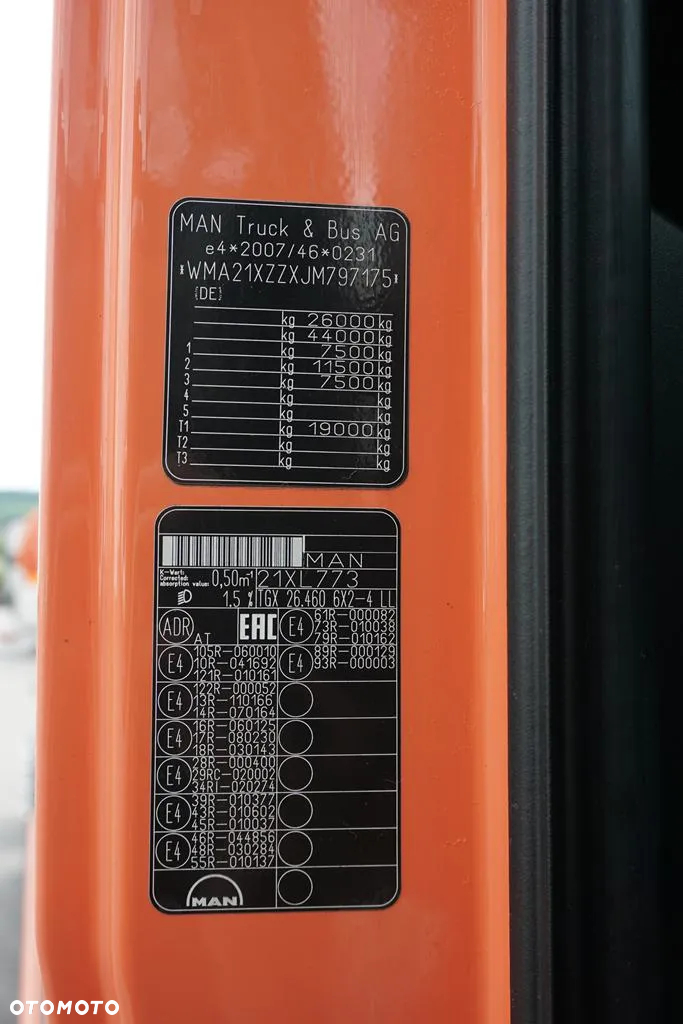 MAN Truck & Bus AG
e4*2007/46*0231
*WMA21XZZXJM797175*
(DE)
kg 26000 kg
kg 44000 kg
1 kg 7500 kg
2 kg 11500 kg
3 kg 7500 kg
4 kg kg
5 kg kg
T1 kg 19000 kg
T2 kg kg
T3 kg kg
MAN
K-Wert: Corrected absorption value: 0,50m⁻¹ 21XL773
1.5 % TGX 26.460 6X2-4 LL
ADR AT EAC E4 61R-000082
73R-010038
79R-010162
E4 105R-060010 E4 89R-000129
10R-041692 93R-000003
121R-010161
E4 122R-000052
13R-110166
14R-070164
E4 16R-060125
17R-080230
18R-030143
E4 28R-000400
29RC-020002
34RI-020274
E4 39R-010377
43R-010693
45R-010037
E4 46R-044856
48R-030284
55R-010137
MAN
OTOMOTO